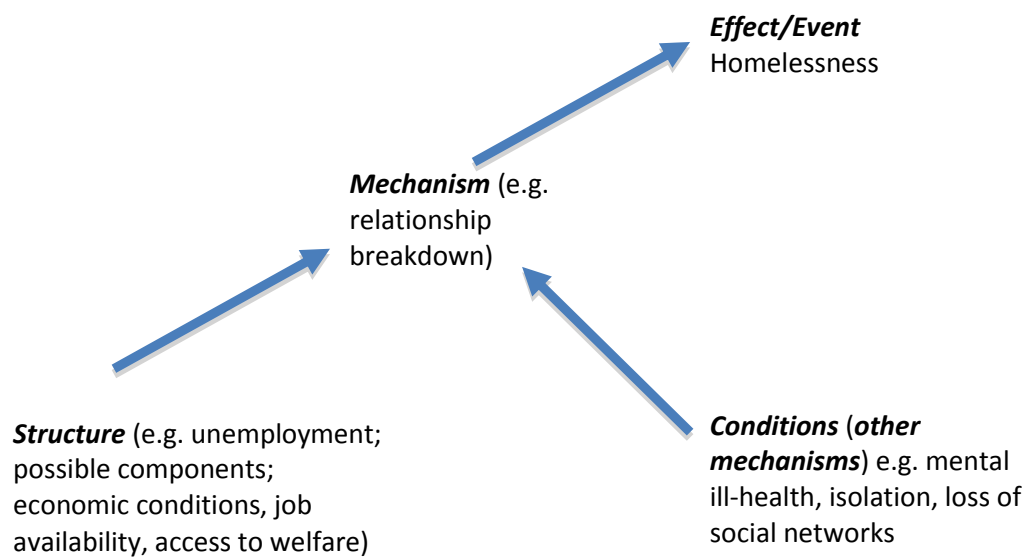 Effect/Event
Homelessness
Mechanism (e.g.
relationship
breakdown)
Structure (e.g. unemployment;
possible components;
economic conditions, job
availability, access to welfare)
Conditions (other
mechanisms) e.g. mental
ill-health, isolation, loss of
social networks